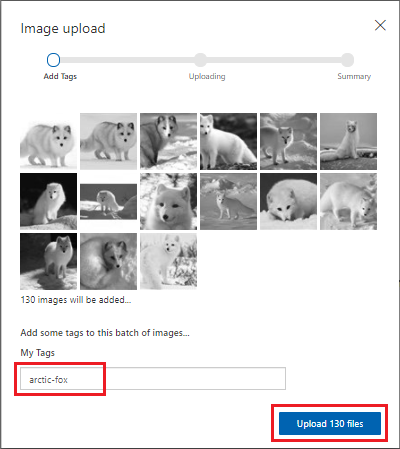 Image upload
Add Tags
Uploading
Summary
130 images will be added...
Add some tags to this batch of images...
My Tags
arctic-fox
Upload 130 files